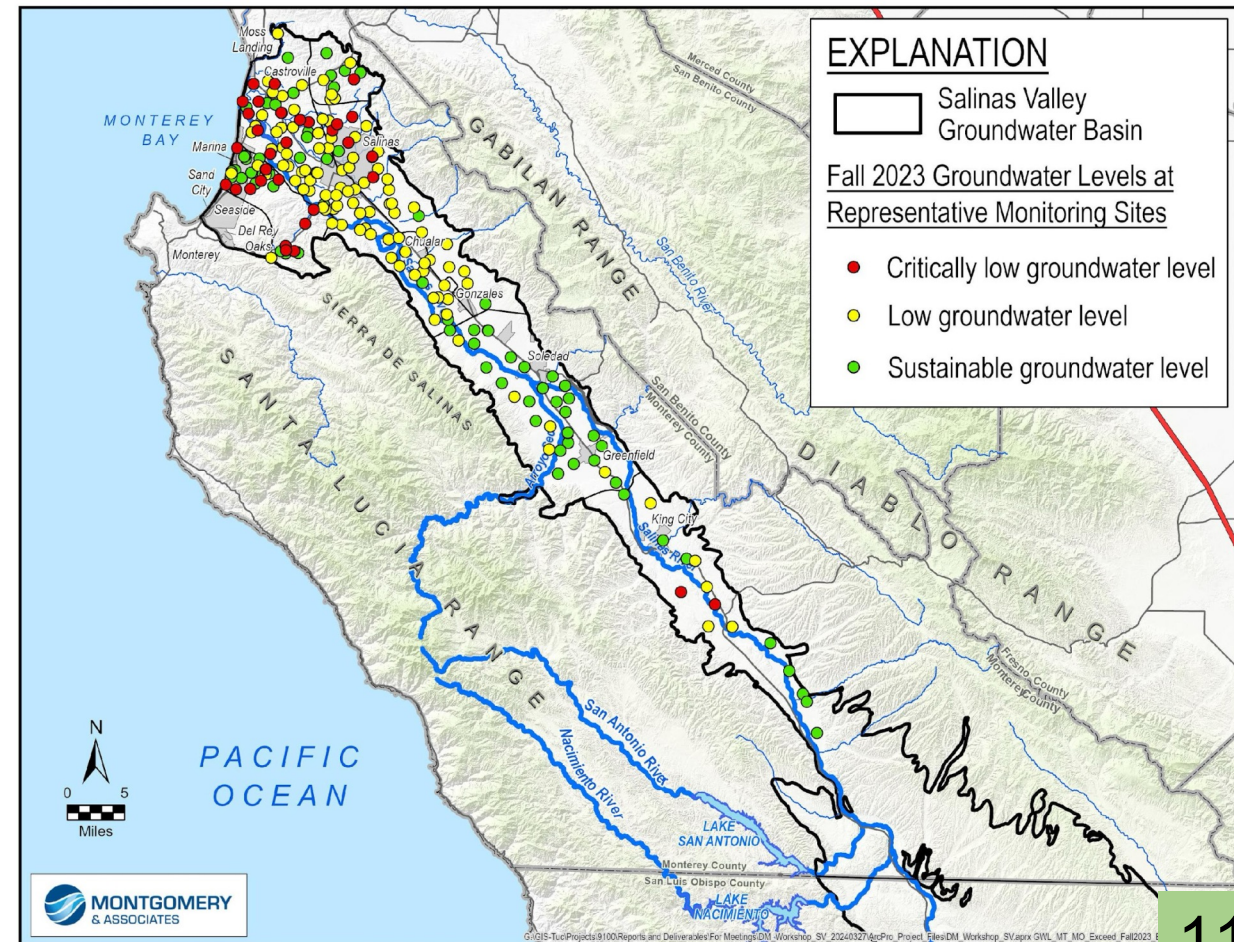 EXPLANATION
Salinas Valley
Groundwater Basin
Fall 2023 Groundwater Levels at
Representative Monitoring Sites
Critically low groundwater level
Low groundwater level
Sustainable groundwater level
Moss
Landing
Castroville
MONTEREY
BAY
Marina
Salinas
Sand
City
Seaside
Del Rey
Oaks
Monterey
Chualar
Gonzales
Soledad
Greenfield
King City
Merced County
San Benito County
GABILAN RANGE
San Benito River
SIERRA DE SALINAS
SANTA LUCIA RANGE
San Benito County
Monterey County
DIABLO RANGE
Arroyo
Salinas River
Fresno County
Monterey County
San Antonio River
Nacimiento River
PACIFIC
OCEAN
N
0 5
Miles
LAKE
SAN ANTONIO
Monterey County
San Luis Obispo County
LAKE
NACIMIENTO
MONTGOMERY
& ASSOCIATES
11